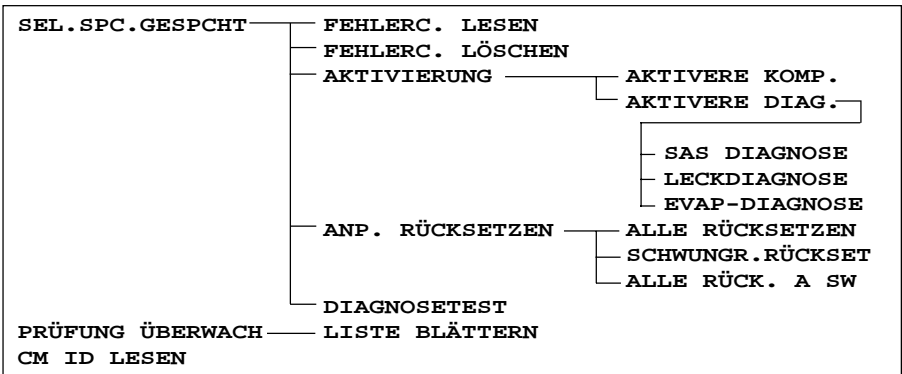 SEL.SPC.GESPCHT FEHLERC. LESEN
FEHLERC. LÖSCHEN
AKTIVIERUNG AKTIVERE KOMP.
AKTIVERE DIAG.
SAS DIAGNOSE
LECKDIAGNOSE
EVAP-DIAGNOSE
ANP. RÜCKSETZEN ALLE RÜCKSETZEN
SCHWUNGR.RÜCKSET
ALLE RÜCK. A SW
DIAGNOSETEST
PRÜFUNG ÜBERWACH LISTE BLÄTTERN
CM ID LESEN